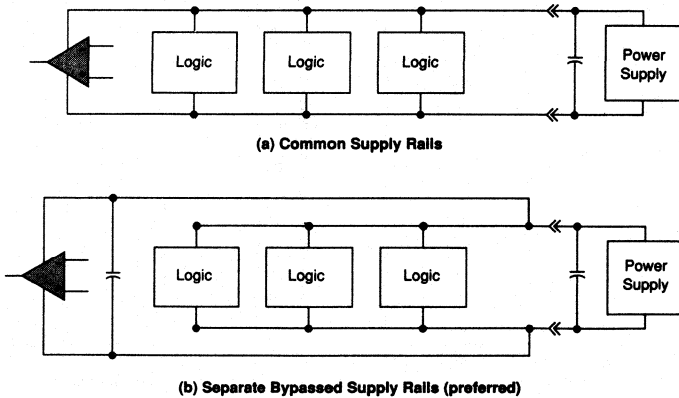 Logic
Logic
Logic
Power
Supply
(a) Common Supply Rails
Logic
Logic
Logic
Power
Supply
(b) Separate Bypassed Supply Rails (preferred)